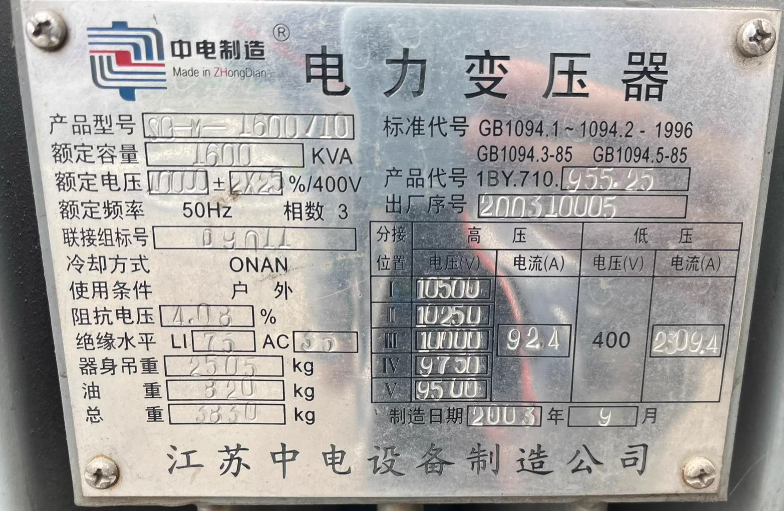 中电制造®
Made in ZHongDian
电力变压器
产品型号 S9-M-1600/10
额定容量 1600 KVA
额定电压 10000±2X2.5%/400V
额定频率 50Hz 相数 3
联接组标号 Dyn11
冷却方式 ONAN
使用条件 户外
阻抗电压 4.08 %
绝缘水平 LI 75 AC 35
器身吊重 2505 kg
油重 820 kg
总重 3830 kg
标准代号 GB1094.1~1094.2-1996
GB1094.3-85 GB1094.5-85
产品代号 1BY.710.955.25
出厂序号 200310005
分接位置 高压 低压
电压(V) 电流(A) 电压(V) 电流(A)
I 10500
II 10250
III 10000 92.4 400 2309.4
IV 9750
V 9500
制造日期 2003 年 9 月
江苏中电设备制造公司